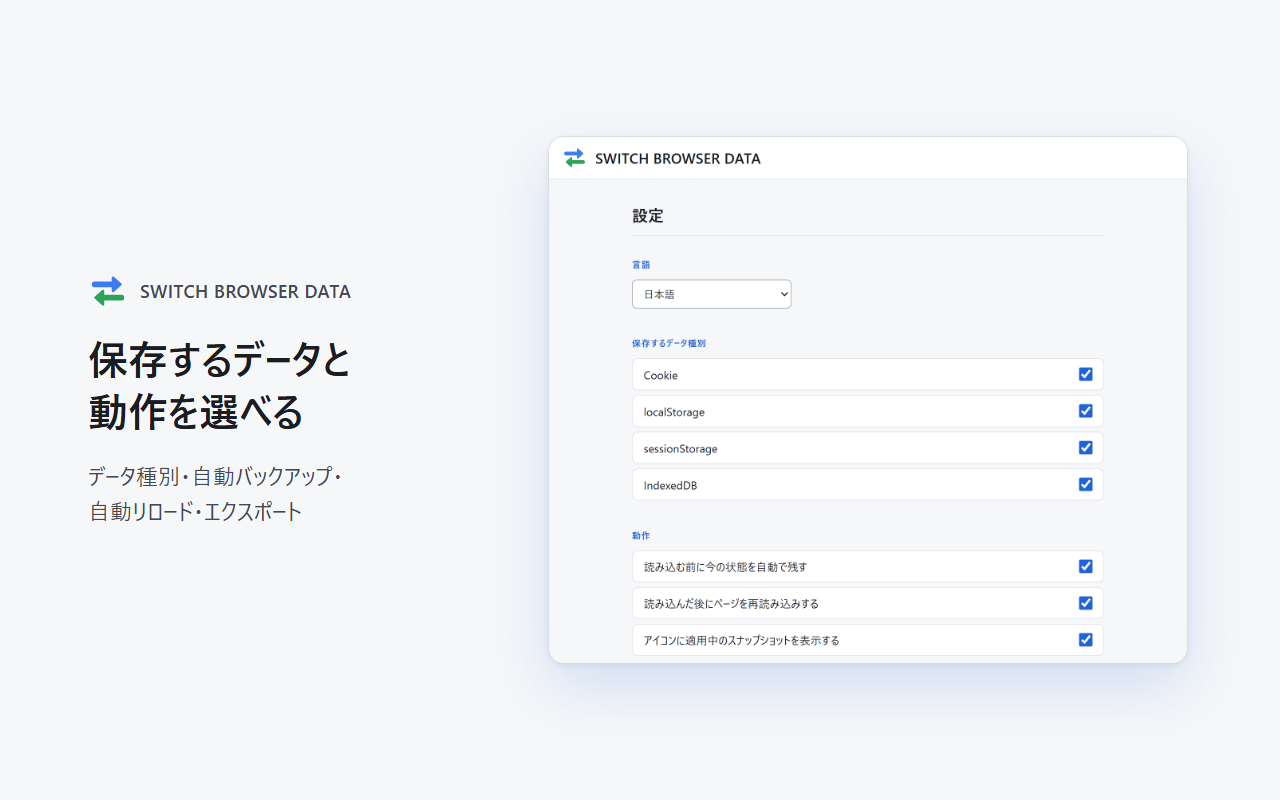 SWITCH BROWSER DATA
保存するデータと
動作を選べる
データ種別・自動バックアップ・
自動リロード・エクスポート
SWITCH BROWSER DATA
設定
言語
日本語
保存するデータ種別
Cookie
localStorage
sessionStorage
IndexedDB
動作
読み込む前に今の状態を自動で残す
読み込んだ後にページを再読み込みする
アイコンに適用中のスナップショットを表示する